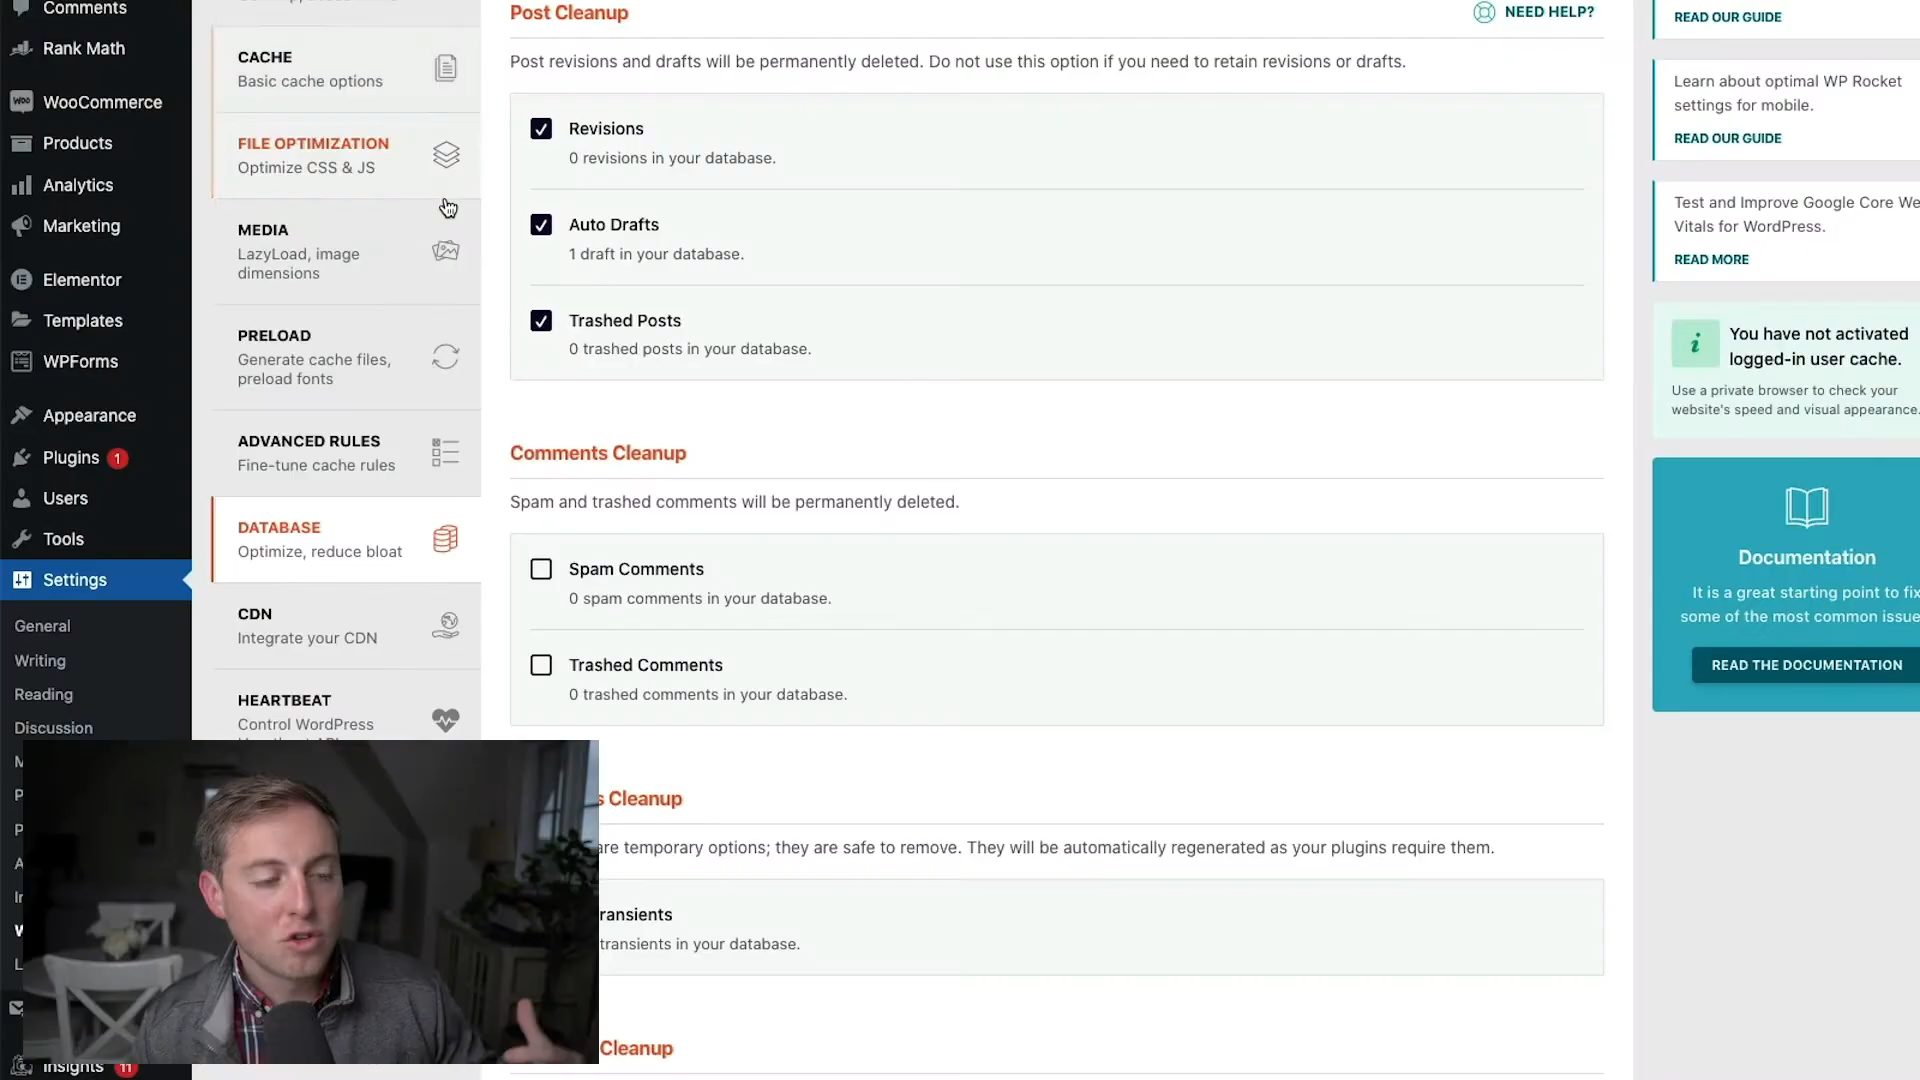 Comments
Rank Math
WooCommerce
Products
Analytics
Marketing
Elementor
Templates
WPForms
Appearance
Plugins 1
Users
Tools
Settings
General
Writing
Reading
Discussion
Insights 11
CACHE
Basic cache options
FILE OPTIMIZATION
Optimize CSS & JS
MEDIA
LazyLoad, image
dimensions
PRELOAD
Generate cache files,
preload fonts
ADVANCED RULES
Fine-tune cache rules
DATABASE
Optimize, reduce bloat
CDN
Integrate your CDN
HEARTBEAT
Control WordPress
Post Cleanup
NEED HELP?
Post revisions and drafts will be permanently deleted. Do not use this option if you need to retain revisions or drafts.
Revisions
0 revisions in your database.
Auto Drafts
1 draft in your database.
Trashed Posts
0 trashed posts in your database.
Comments Cleanup
Spam and trashed comments will be permanently deleted.
Spam Comments
0 spam comments in your database.
Trashed Comments
0 trashed comments in your database.
s Cleanup
are temporary options; they are safe to remove. They will be automatically regenerated as your plugins require them.
ransients
transients in your database.
Cleanup
READ OUR GUIDE
Learn about optimal WP Rocket
settings for mobile.
READ OUR GUIDE
Test and Improve Google Core We
Vitals for WordPress.
READ MORE
You have not activated
logged-in user cache.
Use a private browser to check your
website's speed and visual appearance.
Documentation
It is a great starting point to fix
some of the most common issue
READ THE DOCUMENTATION